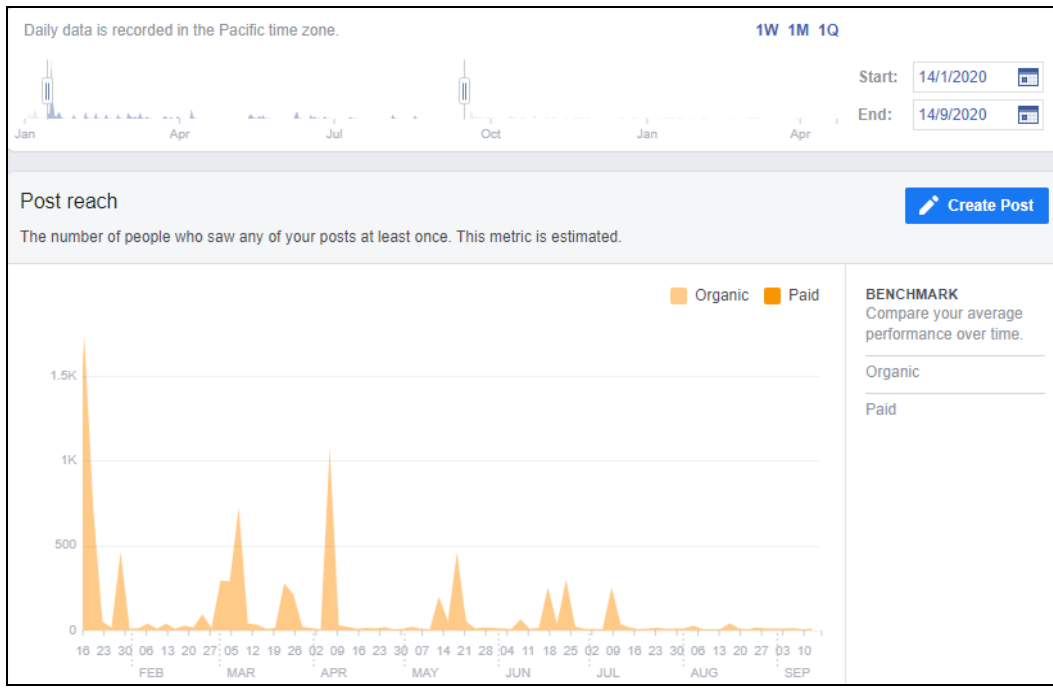 Daily data is recorded in the Pacific time zone.
1W 1M 1Q
Start: 14/1/2020
End: 14/9/2020
Jan Apr Jul Oct Jan Apr
Post reach
Create Post
The number of people who saw any of your posts at least once. This metric is estimated.
Organic Paid
BENCHMARK
Compare your average
performance over time.
Organic
Paid
1.5K
1K
500
0
16 23 30 06 13 20 27 05 12 19 26 02 09 16 23 30 07 14 21 28 04 11 18 25 02 09 16 23 30 06 13 20 27 03 10
FEB MAR APR MAY JUN JUL AUG SEP